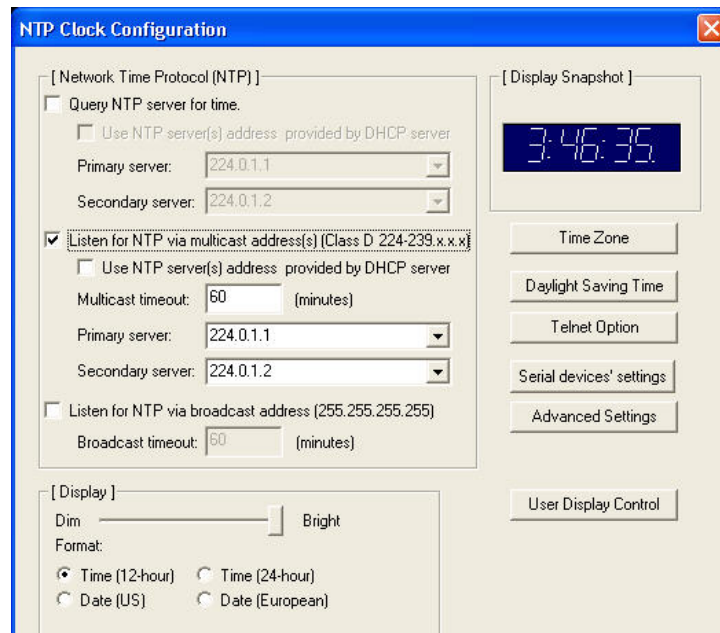 NTP Clock Configuration
[ Network Time Protocol (NTP) ]
Query NTP server for time.
Use NTP server(s) address provided by DHCP server
Primary server: 224.0.1.1
Secondary server: 224.0.1.2
Listen for NTP via multicast address(s) (Class D 224-239.x.x.x)
Use NTP server(s) address provided by DHCP server
Multicast timeout: 60 (minutes)
Primary server: 224.0.1.1
Secondary server: 224.0.1.2
Listen for NTP via broadcast address (255.255.255.255)
Broadcast timeout: 60 (minutes)
[ Display ]
Dim Bright
Format:
Time (12-hour) Time (24-hour)
Date (US) Date (European)
[ Display Snapshot ]
3:46:35.
Time Zone
Daylight Saving Time
Telnet Option
Serial devices' settings
Advanced Settings
User Display Control